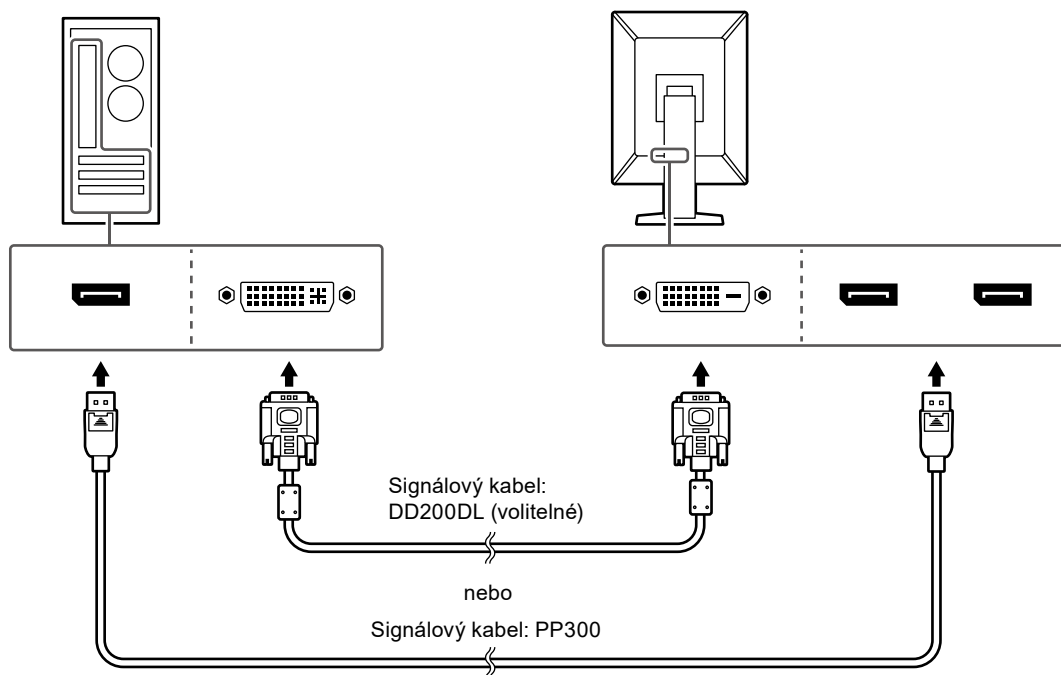 Signálový kabel:
DD200DL (volitelné)
nebo
Signálový kabel: PP300